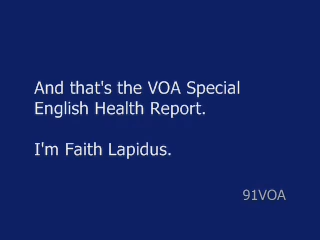 And that's the VOA Special
English Health Report.
I'm Faith Lapidus.
91VOA